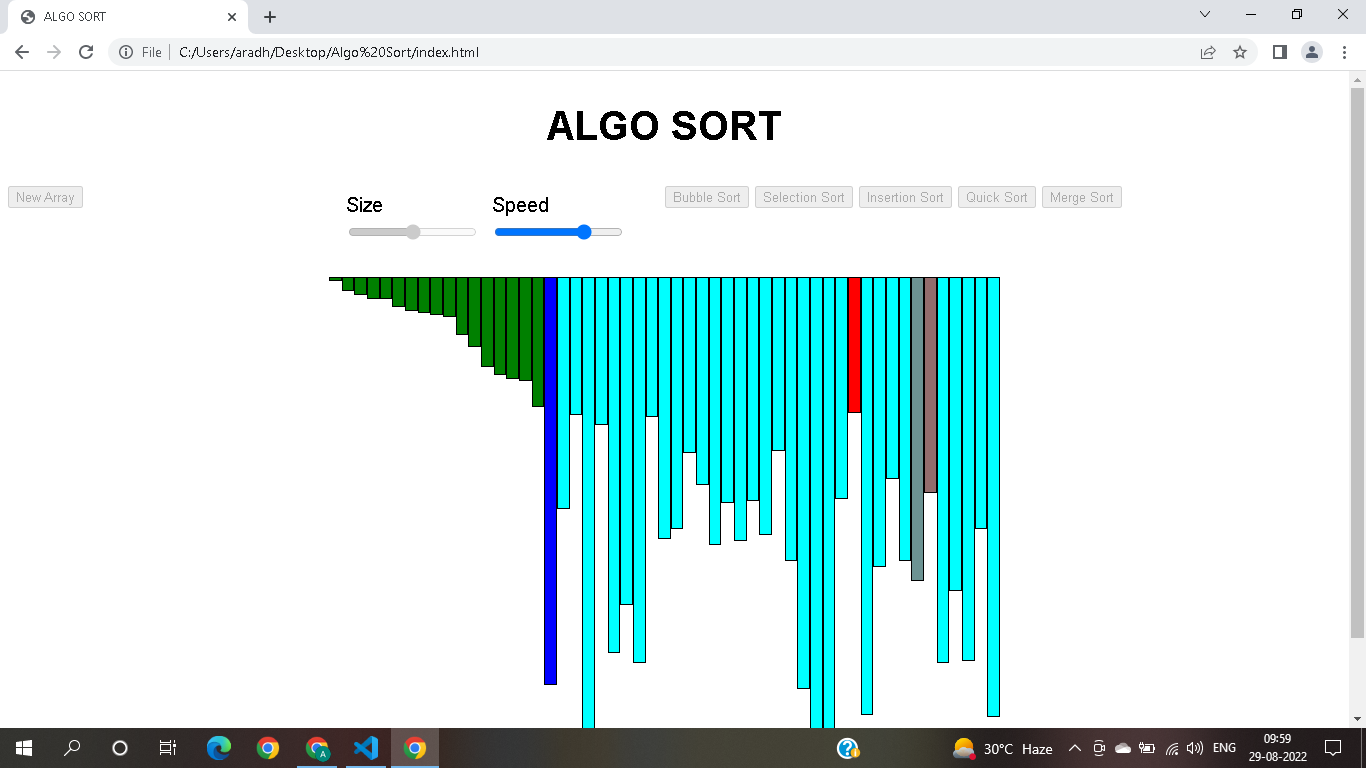 ALGO SORT
File
C:/Users/aradh/Desktop/Algo%20Sort/index.html
ALGO SORT
New Array
Size
Speed
Bubble Sort
Selection Sort
Insertion Sort
Quick Sort
Merge Sort
A
30°C Haze
ENG
09:59
29-08-2022